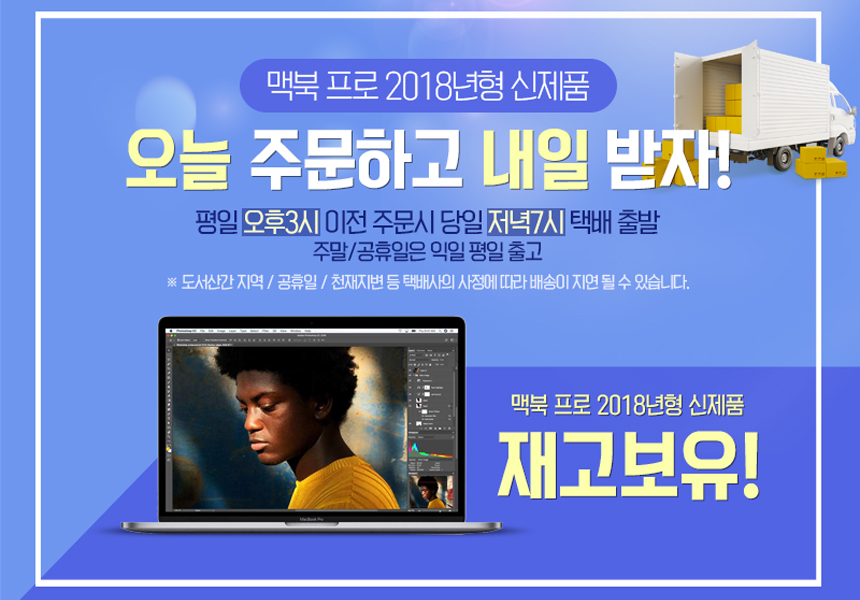 맥북 프로 2018년형 신제품
오늘 주문하고 내일 받자!
평일 오후3시 이전 주문시 당일 저녁7시 택배 출발
주말/공휴일은 익일 평일 출고
※ 도서산간 지역 / 공휴일 / 천재지변 등 택배사의 사정에 따라 배송이 지연 될 수 있습니다.
맥북 프로 2018년형 신제품
재고보유!
MacBook Pro